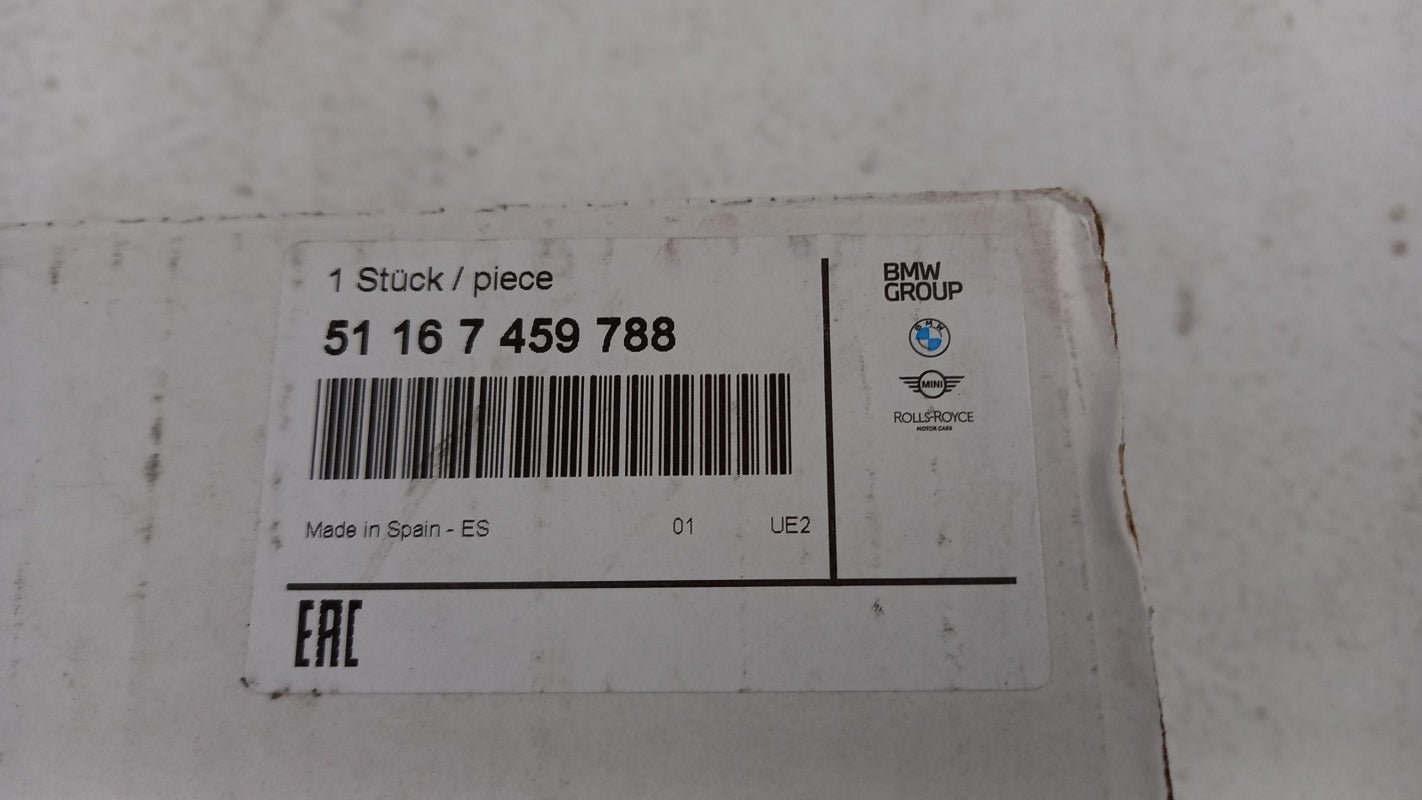 1 Stück / piece
51 16 7 459 788
Made in Spain - ES 01 UE2
EAC
BMW
GROUP
BMW
MINI
ROLLS-ROYCE
MOTOR CARS